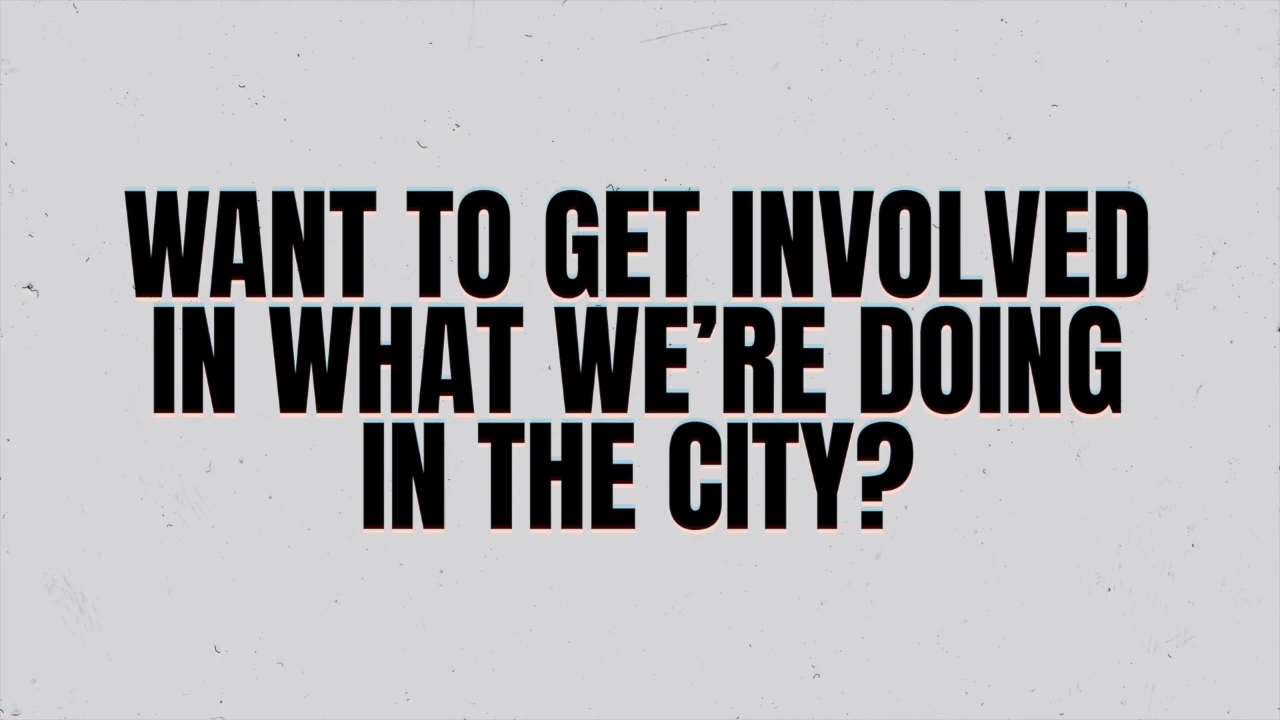 WANT TO GET INVOLVED
IN WHAT WE’RE DOING
IN THE CITY?